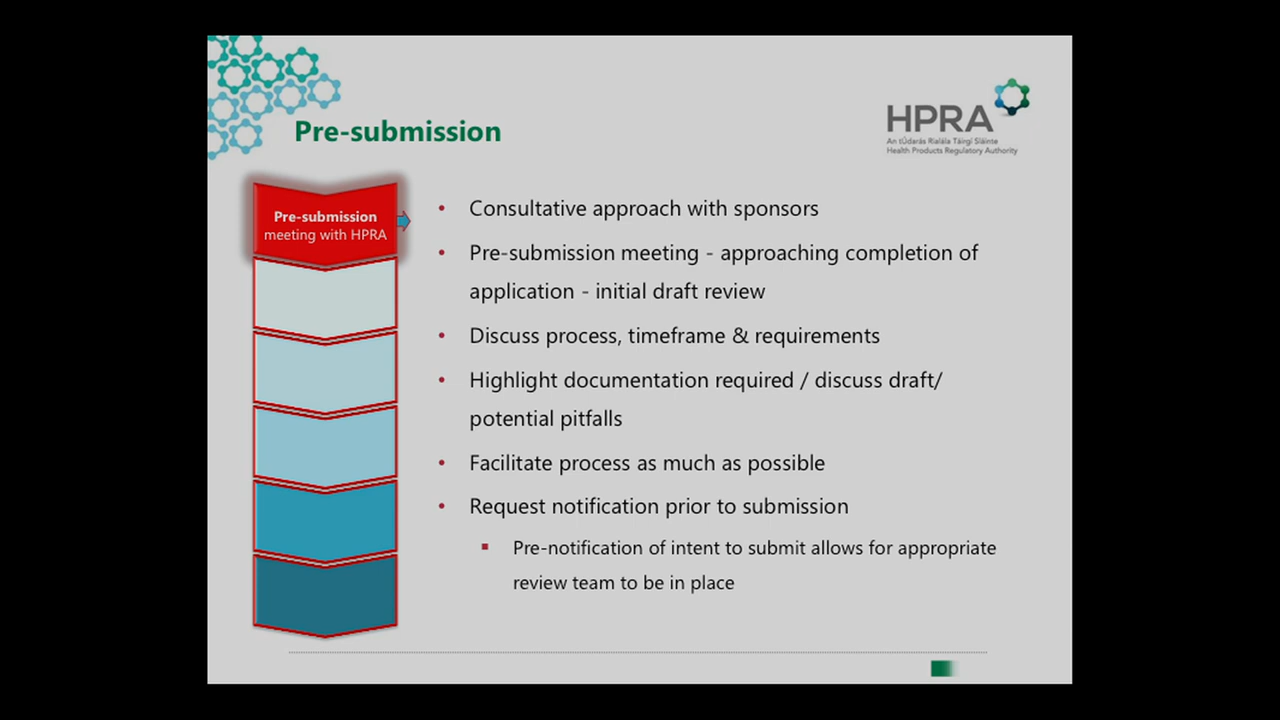 Pre-submission
HPRA
An tÚdarás Rialála Táirgí Sláinte
Health Products Regulatory Authority
Pre-submission
meeting with HPRA
• Consultative approach with sponsors
• Pre-submission meeting - approaching completion of
application - initial draft review
• Discuss process, timeframe & requirements
• Highlight documentation required / discuss draft/
potential pitfalls
• Facilitate process as much as possible
• Request notification prior to submission
▪ Pre-notification of intent to submit allows for appropriate
review team to be in place